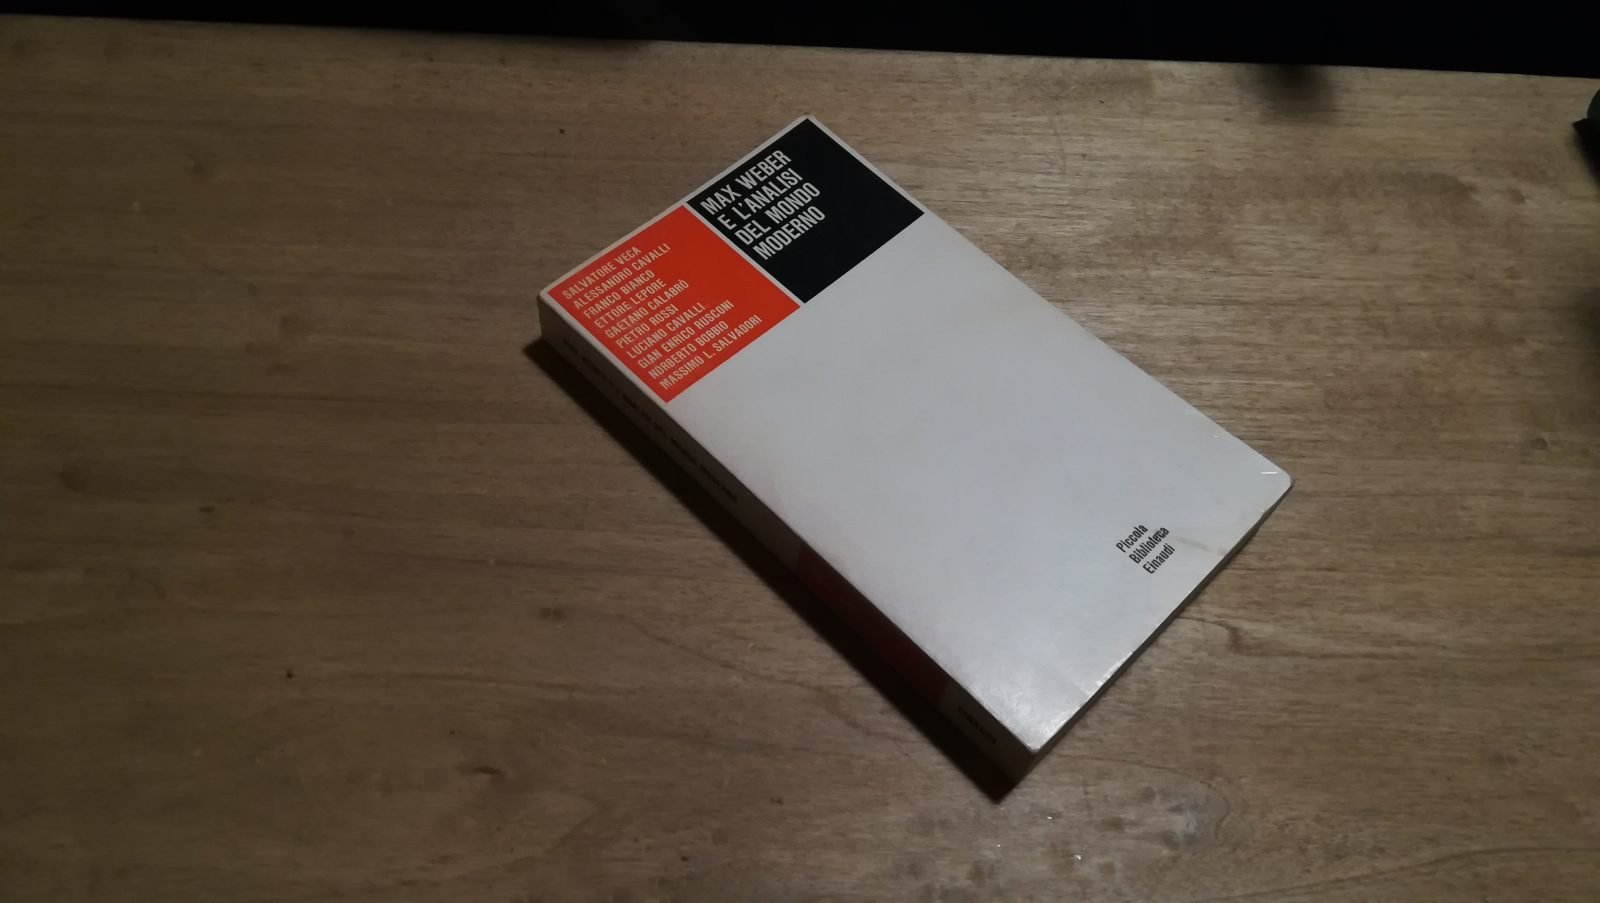 SALVATORE VECA
ALESSANDRO CAVALLI
FRANCO BIANCO
ETTORE LEPORE
GAETANO CALABRÒ
PIETRO ROSSI
LUCIANO CAVALLI
GIAN ENRICO RUSCONI
NORBERTO BOBBIO
MASSIMO L. SALVADORI
MAX WEBER
E L'ANALISI
DEL MONDO
MODERNO
Piccola
Biblioteca
Einaudi